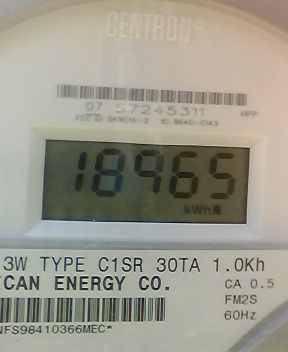 CENTRON®
07 57245311 HPP
18965
kWh
3W TYPE C1SR 30TA 1.0Kh
CAN ENERGY CO.
CA 0.5
FM2S
60Hz
NFS98410366MEC*